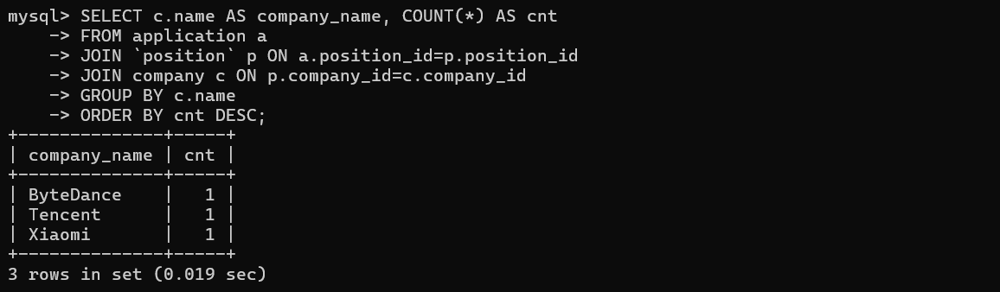 mysql> SELECT c.name AS company_name, COUNT(*) AS cnt
    -> FROM application a
    -> JOIN `position` p ON a.position_id=p.position_id
    -> JOIN company c ON p.company_id=c.company_id
    -> GROUP BY c.name
    -> ORDER BY cnt DESC;
+--------------+-----+
| company_name | cnt |
+--------------+-----+
| ByteDance    |   1 |
| Tencent      |   1 |
| Xiaomi       |   1 |
+--------------+-----+
3 rows in set (0.019 sec)